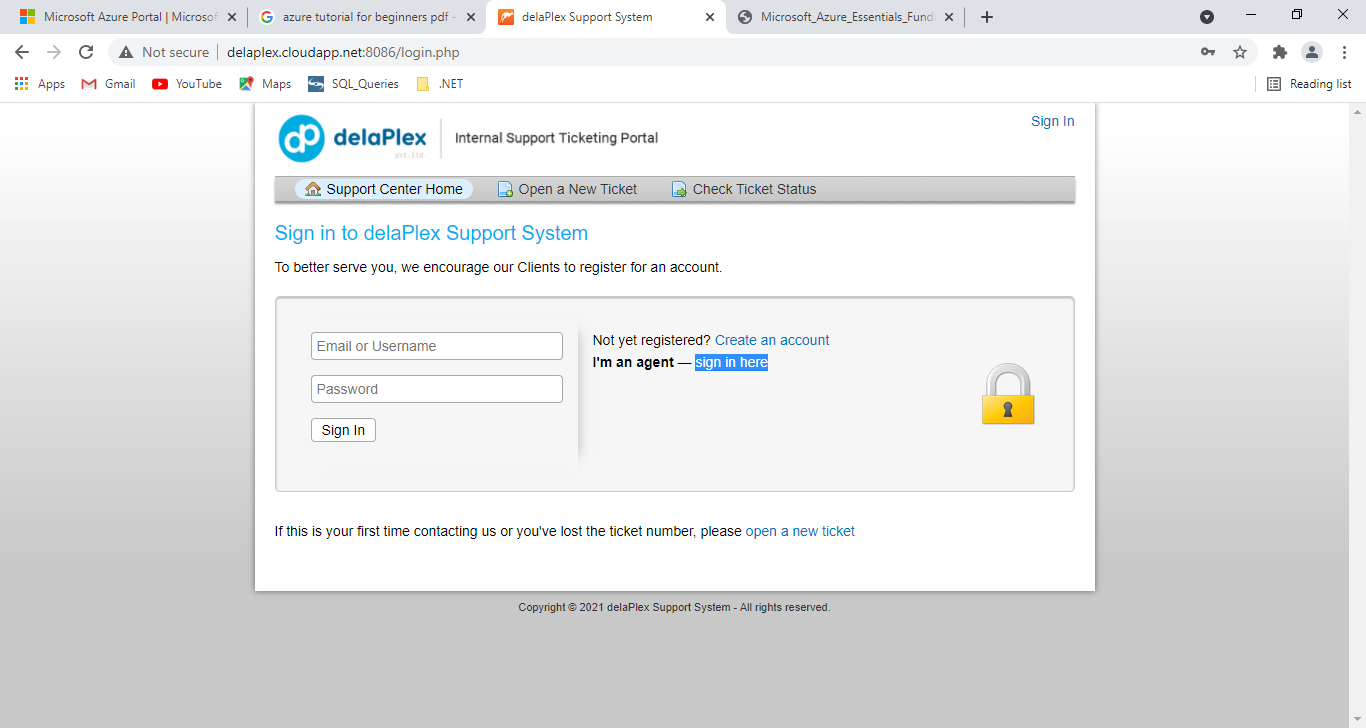 Microsoft Azure Portal | Microsof
azure tutorial for beginners pdf -
delaPlex Support System
Microsoft_Azure_Essentials_Fund
Not secure
delaplex.cloudapp.net:8086/login.php
Apps
Gmail
YouTube
Maps
SQL_Queries
.NET
Reading list
dp delaPlex
pvt.ltd.
Internal Support Ticketing Portal
Sign In
Support Center Home
Open a New Ticket
Check Ticket Status
Sign in to delaPlex Support System
To better serve you, we encourage our Clients to register for an account.
Email or Username
Password
Sign In
Not yet registered? Create an account
I'm an agent — sign in here
If this is your first time contacting us or you've lost the ticket number, please open a new ticket
Copyright © 2021 delaPlex Support System - All rights reserved.